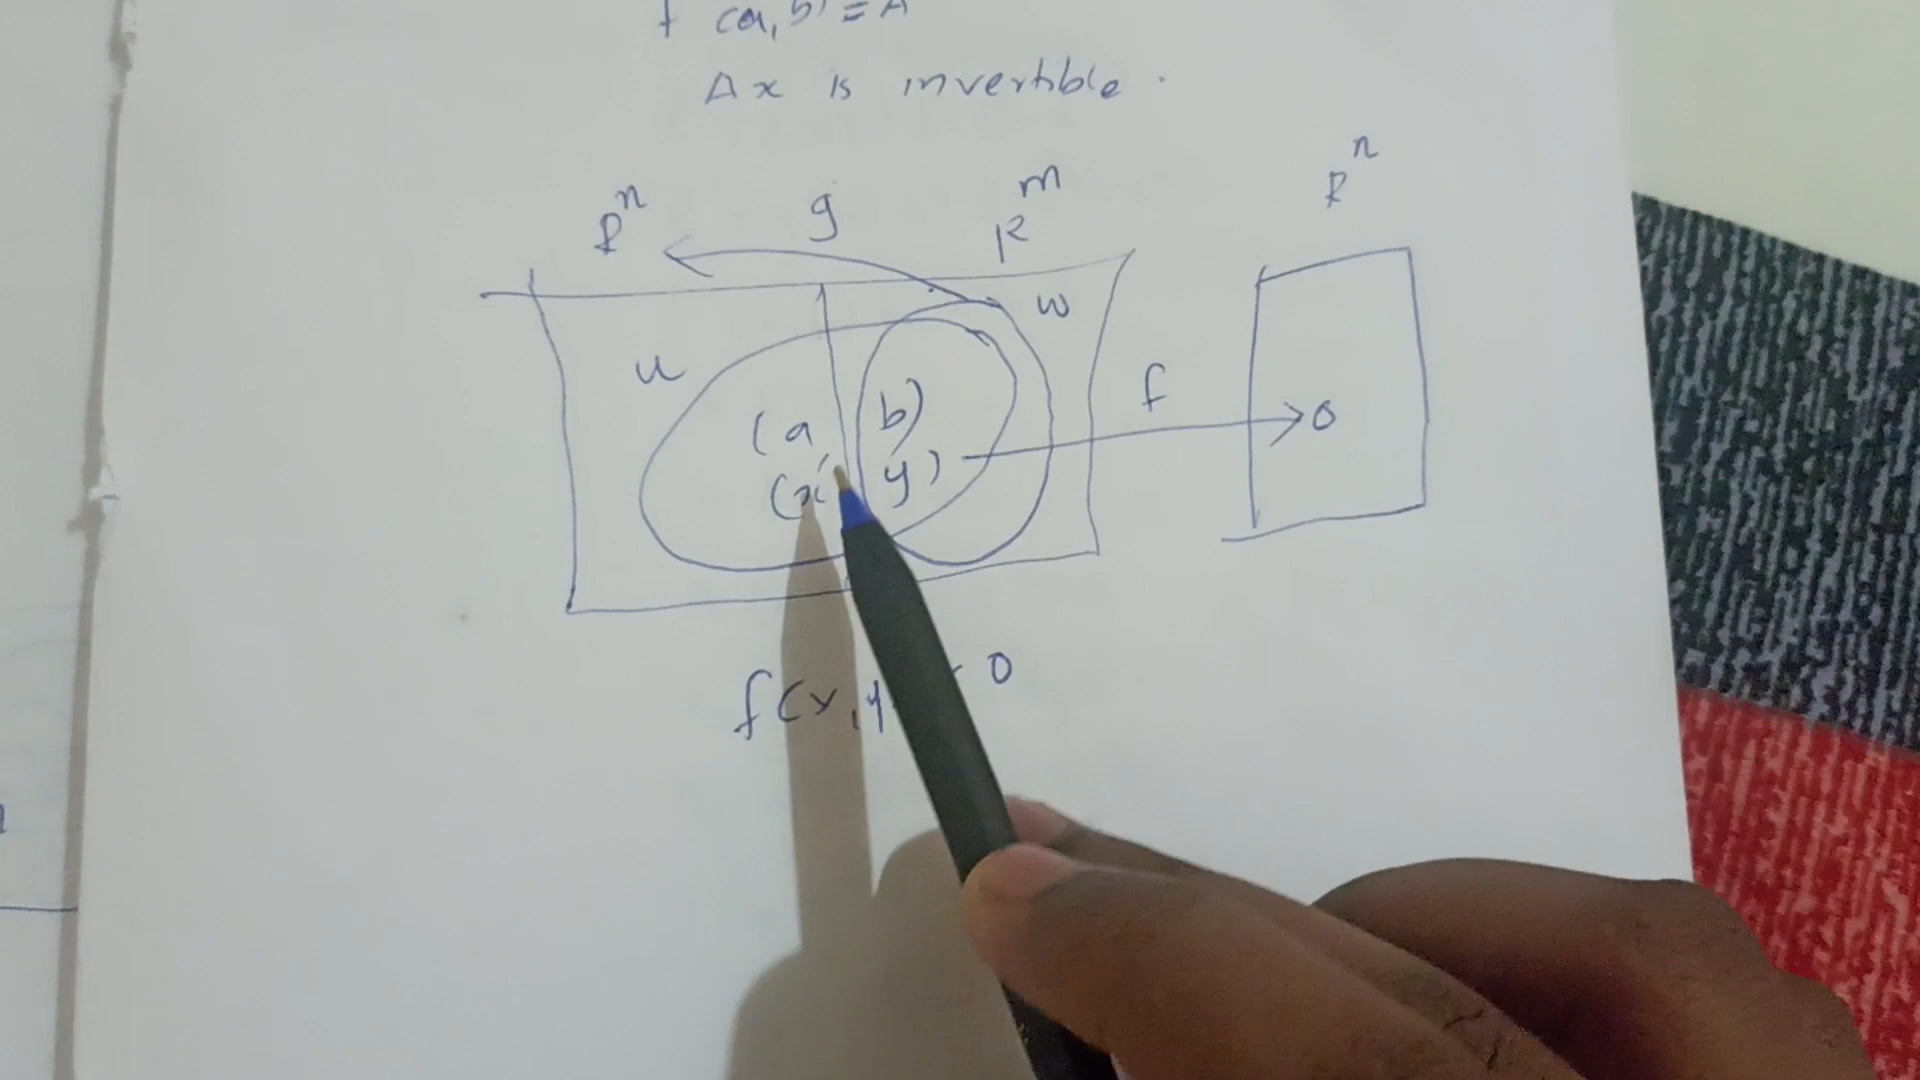 f (a, b) = A
Ax is invertible.
R^n g R^m R^n
w
u
f
(a b) 0
(x y)
f(x, y 0